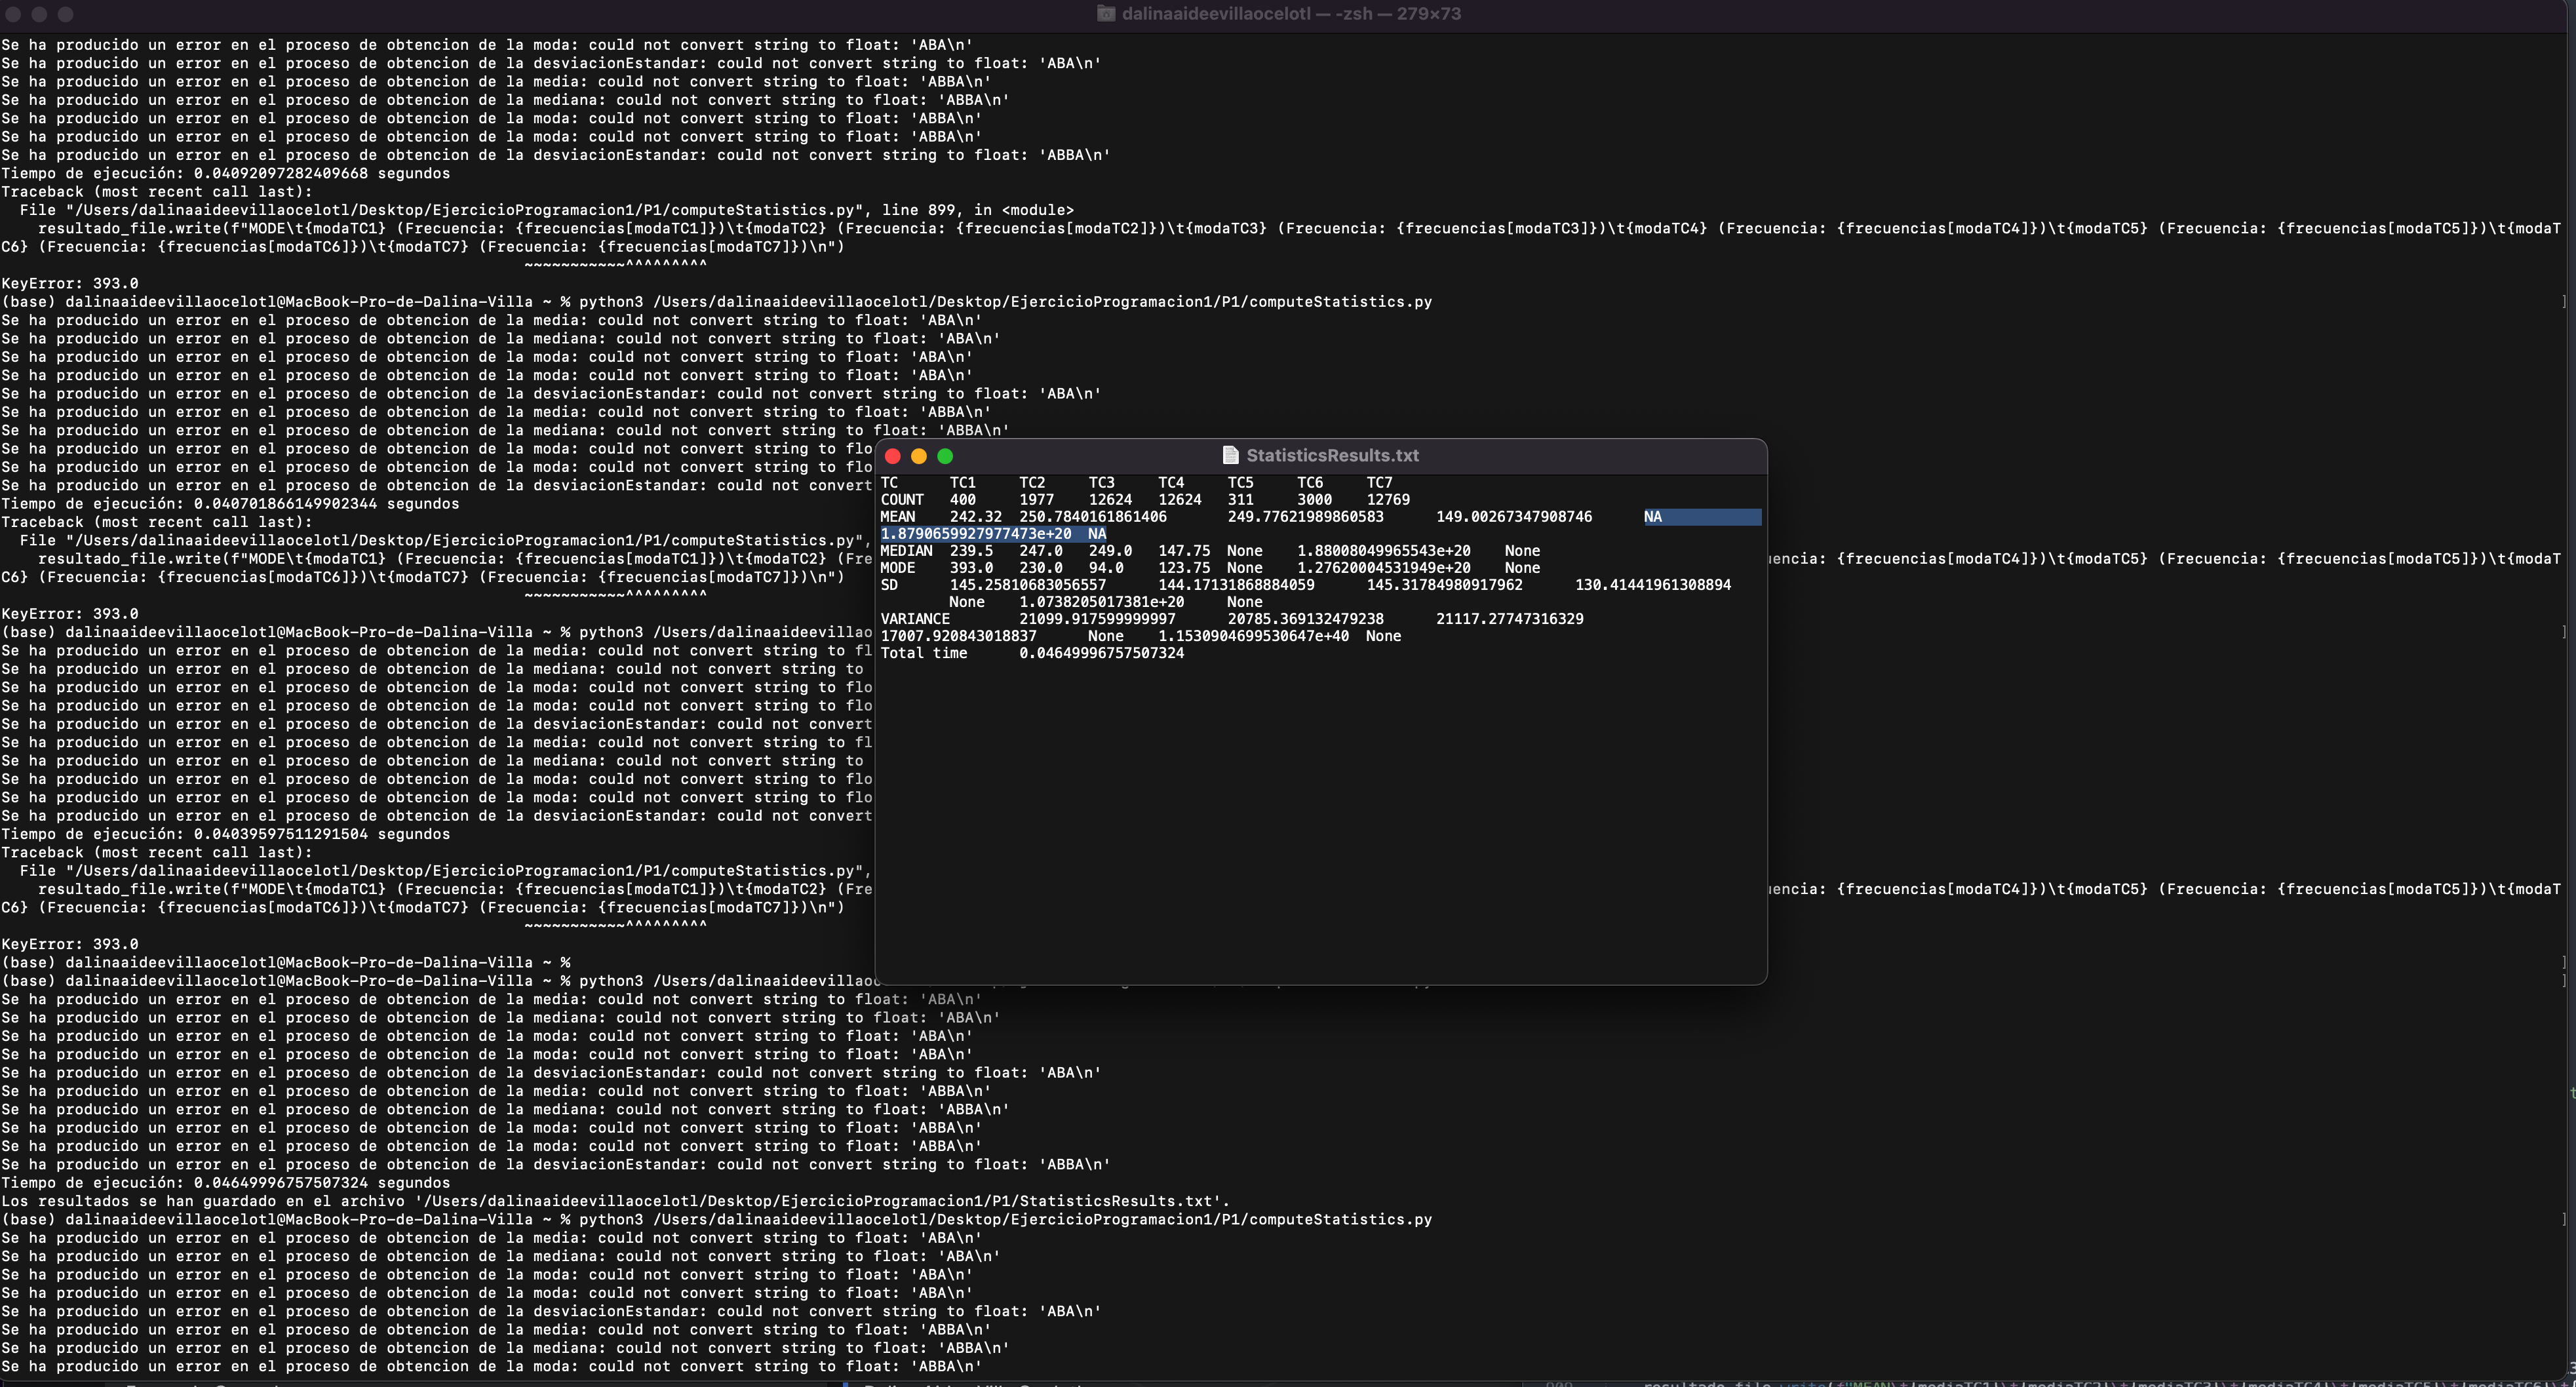 dalinaaideevillaocelotl — -zsh — 279×73
Se ha producido un error en el proceso de obtencion de la moda: could not convert string to float: 'ABA\n'
Se ha producido un error en el proceso de obtencion de la desviacionEstandar: could not convert string to float: 'ABA\n'
Se ha producido un error en el proceso de obtencion de la media: could not convert string to float: 'ABBA\n'
Se ha producido un error en el proceso de obtencion de la mediana: could not convert string to float: 'ABBA\n'
Se ha producido un error en el proceso de obtencion de la moda: could not convert string to float: 'ABBA\n'
Se ha producido un error en el proceso de obtencion de la moda: could not convert string to float: 'ABBA\n'
Se ha producido un error en el proceso de obtencion de la desviacionEstandar: could not convert string to float: 'ABBA\n'
Tiempo de ejecución: 0.04092097282409668 segundos
Traceback (most recent call last):
  File "/Users/dalinaaideevillaocelotl/Desktop/EjercicioProgramacion1/P1/computeStatistics.py", line 899, in <module>
    resultado_file.write(f"MODE\t{modaTC1} (Frecuencia: {frecuencias[modaTC1]})\t{modaTC2} (Frecuencia: {frecuencias[modaTC2]})\t{modaTC3} (Frecuencia: {frecuencias[modaTC3]})\t{modaTC4} (Frecuencia: {frecuencias[modaTC4]})\t{modaTC5} (Frecuencia: {frecuencias[modaTC5]})\t{modaT
C6} (Frecuencia: {frecuencias[modaTC6]})\t{modaTC7} (Frecuencia: {frecuencias[modaTC7]})\n")
~~~~~~~~~~~^^^^^^^^^
KeyError: 393.0
(base) dalinaaideevillaocelotl@MacBook-Pro-de-Dalina-Villa ~ % python3 /Users/dalinaaideevillaocelotl/Desktop/EjercicioProgramacion1/P1/computeStatistics.py
Se ha producido un error en el proceso de obtencion de la media: could not convert string to float: 'ABA\n'
Se ha producido un error en el proceso de obtencion de la mediana: could not convert string to float: 'ABA\n'
Se ha producido un error en el proceso de obtencion de la moda: could not convert string to float: 'ABA\n'
Se ha producido un error en el proceso de obtencion de la moda: could not convert string to float: 'ABA\n'
Se ha producido un error en el proceso de obtencion de la desviacionEstandar: could not convert string to float: 'ABA\n'
Se ha producido un error en el proceso de obtencion de la media: could not convert string to float: 'ABBA\n'
Se ha producido un error en el proceso de obtencion de la mediana: could not convert string to float: 'ABBA\n'
Se ha producido un error en el proceso de obtencion de la moda: could not convert string to flo
Se ha producido un error en el proceso de obtencion de la moda: could not convert string to flo
Se ha producido un error en el proceso de obtencion de la desviacionEstandar: could not convert
Tiempo de ejecución: 0.040701866149902344 segundos
Traceback (most recent call last):
  File "/Users/dalinaaideevillaocelotl/Desktop/EjercicioProgramacion1/P1/computeStatistics.py",
    resultado_file.write(f"MODE\t{modaTC1} (Frecuencia: {frecuencias[modaTC1]})\t{modaTC2} (Fre uencia: {frecuencias[modaTC4]})\t{modaTC5} (Frecuencia: {frecuencias[modaTC5]})\t{modaT
C6} (Frecuencia: {frecuencias[modaTC6]})\t{modaTC7} (Frecuencia: {frecuencias[modaTC7]})\n")
~~~~~~~~~~~^^^^^^^^^
KeyError: 393.0
(base) dalinaaideevillaocelotl@MacBook-Pro-de-Dalina-Villa ~ % python3 /Users/dalinaaideevillao
Se ha producido un error en el proceso de obtencion de la media: could not convert string to fl
Se ha producido un error en el proceso de obtencion de la mediana: could not convert string to
Se ha producido un error en el proceso de obtencion de la moda: could not convert string to flo
Se ha producido un error en el proceso de obtencion de la moda: could not convert string to flo
Se ha producido un error en el proceso de obtencion de la desviacionEstandar: could not convert
Se ha producido un error en el proceso de obtencion de la media: could not convert string to fl
Se ha producido un error en el proceso de obtencion de la mediana: could not convert string to
Se ha producido un error en el proceso de obtencion de la moda: could not convert string to flo
Se ha producido un error en el proceso de obtencion de la moda: could not convert string to flo
Se ha producido un error en el proceso de obtencion de la desviacionEstandar: could not convert
Tiempo de ejecución: 0.04039597511291504 segundos
Traceback (most recent call last):
  File "/Users/dalinaaideevillaocelotl/Desktop/EjercicioProgramacion1/P1/computeStatistics.py",
    resultado_file.write(f"MODE\t{modaTC1} (Frecuencia: {frecuencias[modaTC1]})\t{modaTC2} (Fre uencia: {frecuencias[modaTC4]})\t{modaTC5} (Frecuencia: {frecuencias[modaTC5]})\t{modaT
C6} (Frecuencia: {frecuencias[modaTC6]})\t{modaTC7} (Frecuencia: {frecuencias[modaTC7]})\n")
~~~~~~~~~~~^^^^^^^^^
KeyError: 393.0
(base) dalinaaideevillaocelotl@MacBook-Pro-de-Dalina-Villa ~ %
(base) dalinaaideevillaocelotl@MacBook-Pro-de-Dalina-Villa ~ % python3 /Users/dalinaaideevillaoc
Se ha producido un error en el proceso de obtencion de la media: could not convert string to float: 'ABA\n'
Se ha producido un error en el proceso de obtencion de la mediana: could not convert string to float: 'ABA\n'
Se ha producido un error en el proceso de obtencion de la moda: could not convert string to float: 'ABA\n'
Se ha producido un error en el proceso de obtencion de la moda: could not convert string to float: 'ABA\n'
Se ha producido un error en el proceso de obtencion de la desviacionEstandar: could not convert string to float: 'ABA\n'
Se ha producido un error en el proceso de obtencion de la media: could not convert string to float: 'ABBA\n'
Se ha producido un error en el proceso de obtencion de la mediana: could not convert string to float: 'ABBA\n'
Se ha producido un error en el proceso de obtencion de la moda: could not convert string to float: 'ABBA\n'
Se ha producido un error en el proceso de obtencion de la moda: could not convert string to float: 'ABBA\n'
Se ha producido un error en el proceso de obtencion de la desviacionEstandar: could not convert string to float: 'ABBA\n'
Tiempo de ejecución: 0.04649996757507324 segundos
Los resultados se han guardado en el archivo '/Users/dalinaaideevillaocelotl/Desktop/EjercicioProgramacion1/P1/StatisticsResults.txt'.
(base) dalinaaideevillaocelotl@MacBook-Pro-de-Dalina-Villa ~ % python3 /Users/dalinaaideevillaocelotl/Desktop/EjercicioProgramacion1/P1/computeStatistics.py
Se ha producido un error en el proceso de obtencion de la media: could not convert string to float: 'ABA\n'
Se ha producido un error en el proceso de obtencion de la mediana: could not convert string to float: 'ABA\n'
Se ha producido un error en el proceso de obtencion de la moda: could not convert string to float: 'ABA\n'
Se ha producido un error en el proceso de obtencion de la moda: could not convert string to float: 'ABA\n'
Se ha producido un error en el proceso de obtencion de la desviacionEstandar: could not convert string to float: 'ABA\n'
Se ha producido un error en el proceso de obtencion de la media: could not convert string to float: 'ABBA\n'
Se ha producido un error en el proceso de obtencion de la mediana: could not convert string to float: 'ABBA\n'
Se ha producido un error en el proceso de obtencion de la moda: could not convert string to float: 'ABBA\n'
StatisticsResults.txt
TC TC1 TC2 TC3 TC4 TC5 TC6 TC7
COUNT 400 1977 12624 12624 311 3000 12769
MEAN 242.32 250.7840161861406 249.77621989860583 149.00267347908746 NA
1.8790659927977473e+20 NA
MEDIAN 239.5 247.0 249.0 147.75 None 1.88008049965543e+20 None
MODE 393.0 230.0 94.0 123.75 None 1.27620004531949e+20 None
SD 145.25810683056557 144.17131868884059 145.31784980917962 130.41441961308894
None 1.0738205017381e+20 None
VARIANCE 21099.917599999997 20785.369132479238 21117.27747316329
17007.920843018837 None 1.1530904699530647e+40 None
Total time 0.04649996757507324